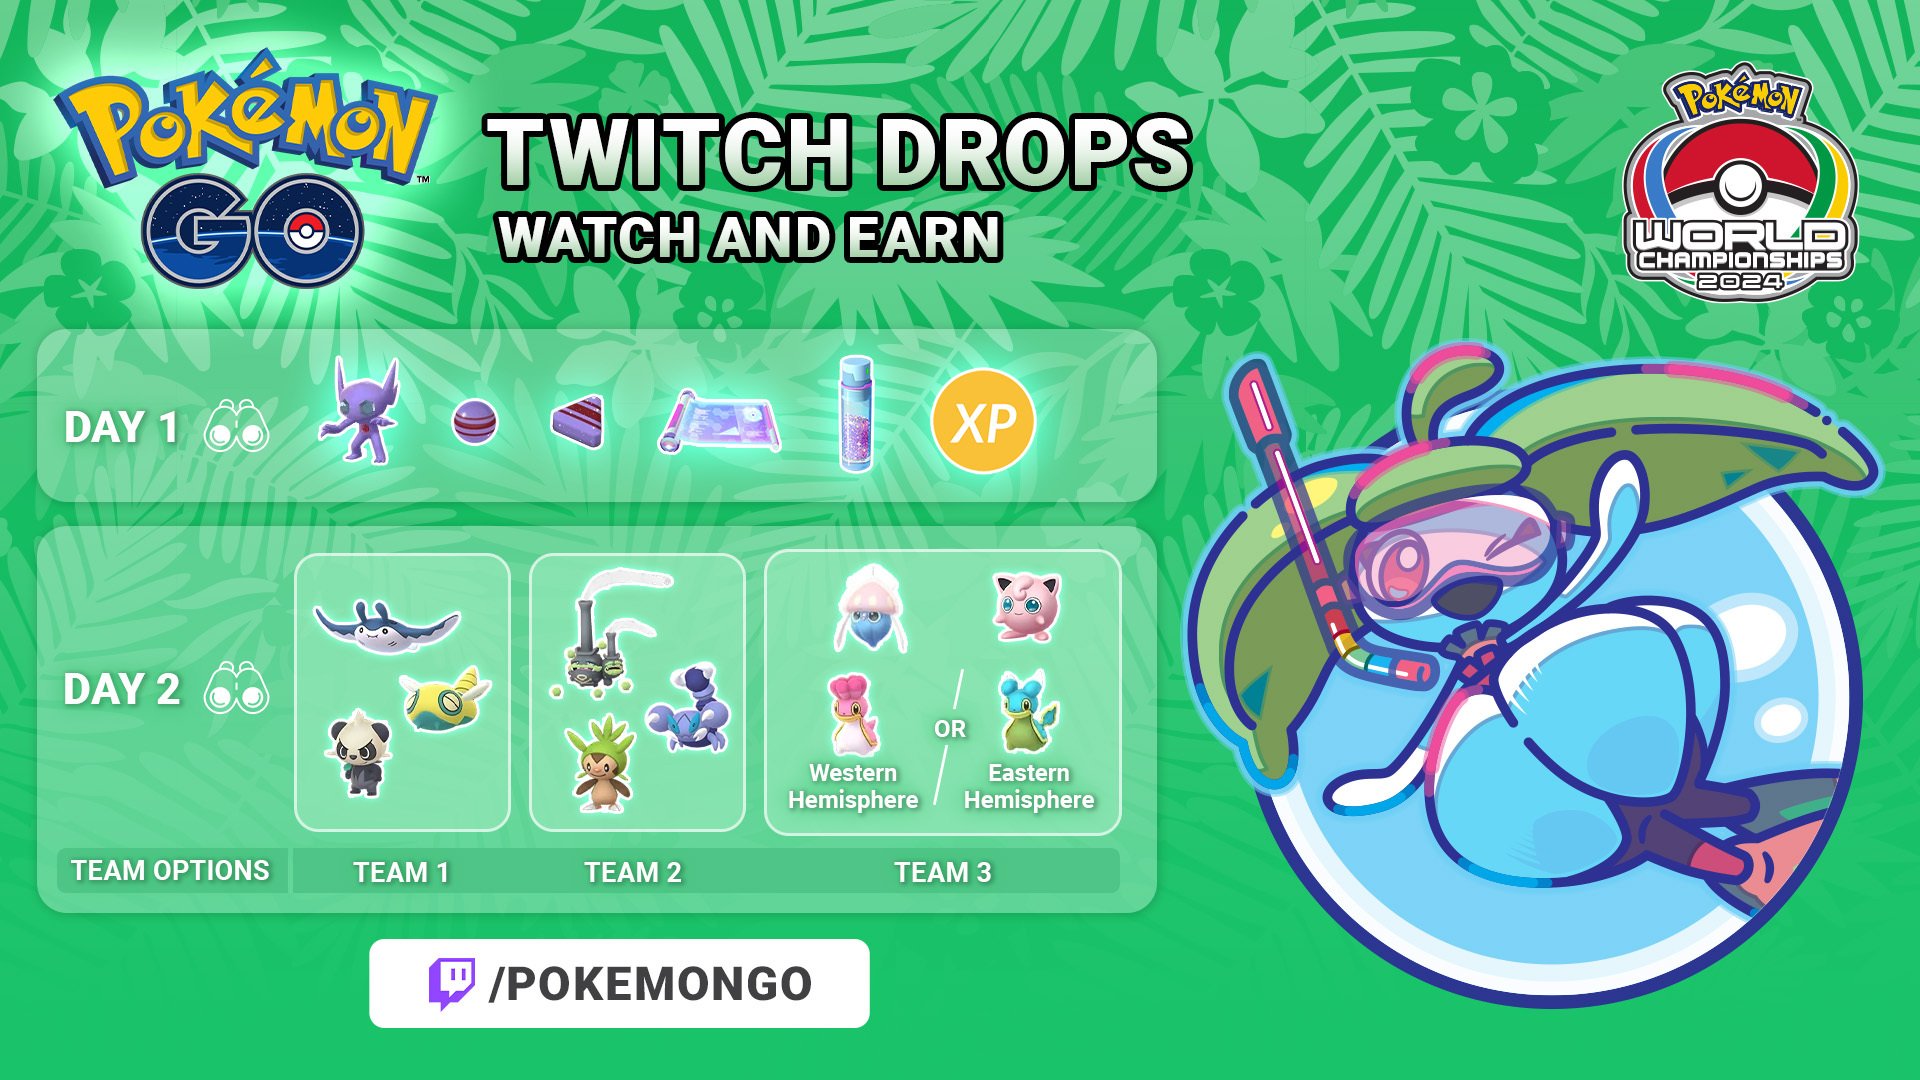 POKéMON™
GO
TWITCH DROPS
WATCH AND EARN
POKéMON
WORLD
CHAMPIONSHIPS
2024
DAY 1
XP
DAY 2
OR
Western
Hemisphere
Eastern
Hemisphere
TEAM OPTIONS
TEAM 1
TEAM 2
TEAM 3
/POKEMONGO